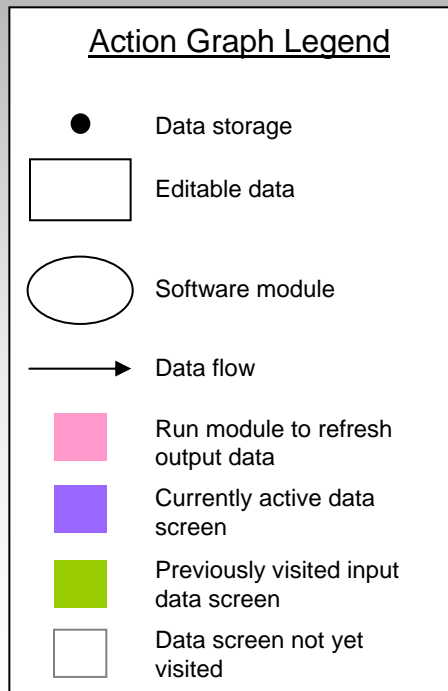 Action Graph Legend
Data storage
Editable data
Software module
Data flow
Run module to refresh
output data
Currently active data
screen
Previously visited input
data screen
Data screen not yet
visited